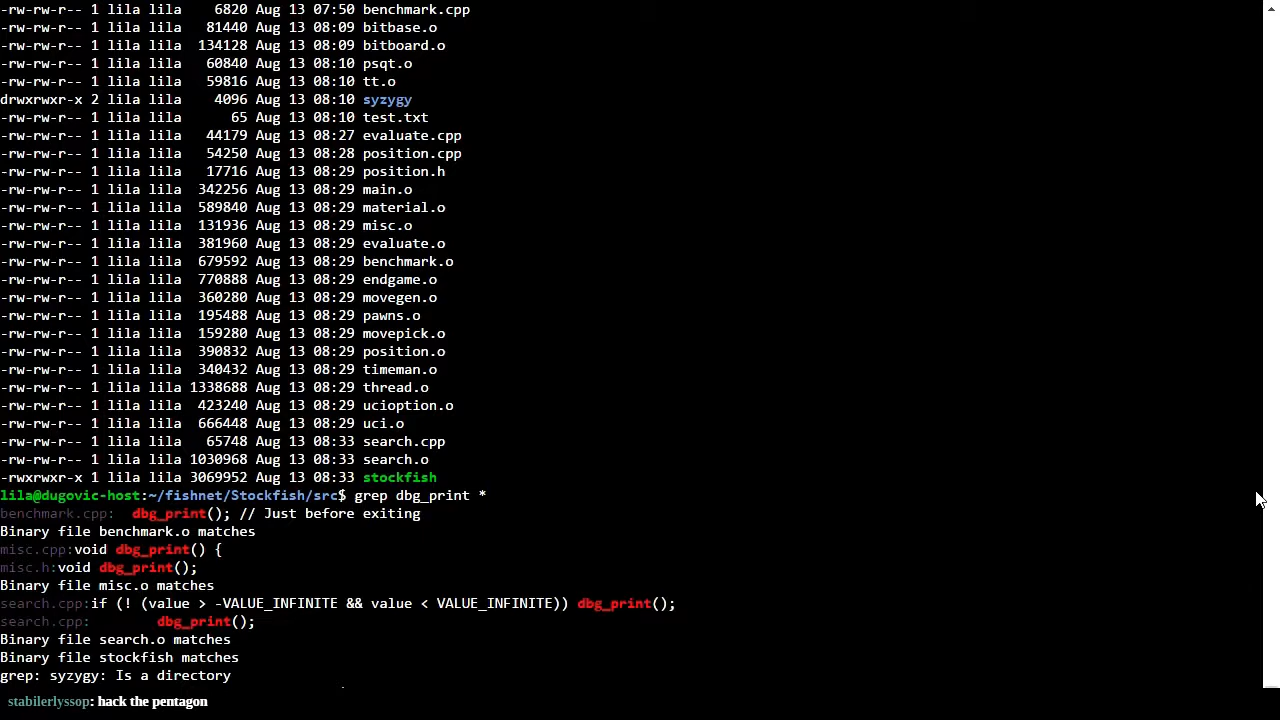 -rw-rw-r-- 1 lila lila    6820 Aug 13 07:50 benchmark.cpp
-rw-rw-r-- 1 lila lila   81440 Aug 13 08:09 bitbase.o
-rw-rw-r-- 1 lila lila  134128 Aug 13 08:09 bitboard.o
-rw-rw-r-- 1 lila lila   60840 Aug 13 08:10 psqt.o
-rw-rw-r-- 1 lila lila   59816 Aug 13 08:10 tt.o
drwxrwxr-x 2 lila lila    4096 Aug 13 08:10 syzygy
-rw-rw-r-- 1 lila lila      65 Aug 13 08:10 test.txt
-rw-rw-r-- 1 lila lila   44179 Aug 13 08:27 evaluate.cpp
-rw-rw-r-- 1 lila lila   54250 Aug 13 08:28 position.cpp
-rw-rw-r-- 1 lila lila   17716 Aug 13 08:29 position.h
-rw-rw-r-- 1 lila lila  342256 Aug 13 08:29 main.o
-rw-rw-r-- 1 lila lila  589840 Aug 13 08:29 material.o
-rw-rw-r-- 1 lila lila  131936 Aug 13 08:29 misc.o
-rw-rw-r-- 1 lila lila  381960 Aug 13 08:29 evaluate.o
-rw-rw-r-- 1 lila lila  679592 Aug 13 08:29 benchmark.o
-rw-rw-r-- 1 lila lila  770888 Aug 13 08:29 endgame.o
-rw-rw-r-- 1 lila lila  360280 Aug 13 08:29 movegen.o
-rw-rw-r-- 1 lila lila  195488 Aug 13 08:29 pawns.o
-rw-rw-r-- 1 lila lila  159280 Aug 13 08:29 movepick.o
-rw-rw-r-- 1 lila lila  390832 Aug 13 08:29 position.o
-rw-rw-r-- 1 lila lila  340432 Aug 13 08:29 timeman.o
-rw-rw-r-- 1 lila lila 1338688 Aug 13 08:29 thread.o
-rw-rw-r-- 1 lila lila  423240 Aug 13 08:29 ucioption.o
-rw-rw-r-- 1 lila lila  666448 Aug 13 08:29 uci.o
-rw-rw-r-- 1 lila lila   65748 Aug 13 08:33 search.cpp
-rw-rw-r-- 1 lila lila 1030968 Aug 13 08:33 search.o
-rwxrwxr-x 1 lila lila 3069952 Aug 13 08:33 stockfish
lila@dugovic-host:~/fishnet/Stockfish/src$ grep dbg_print *
benchmark.cpp:  dbg_print(); // Just before exiting
Binary file benchmark.o matches
misc.cpp:void dbg_print() {
misc.h:void dbg_print();
Binary file misc.o matches
search.cpp:if (! (value > -VALUE_INFINITE && value < VALUE_INFINITE)) dbg_print();
search.cpp:        dbg_print();
Binary file search.o matches
Binary file stockfish matches
grep: syzygy: Is a directory
stabilerlyssop: hack the pentagon